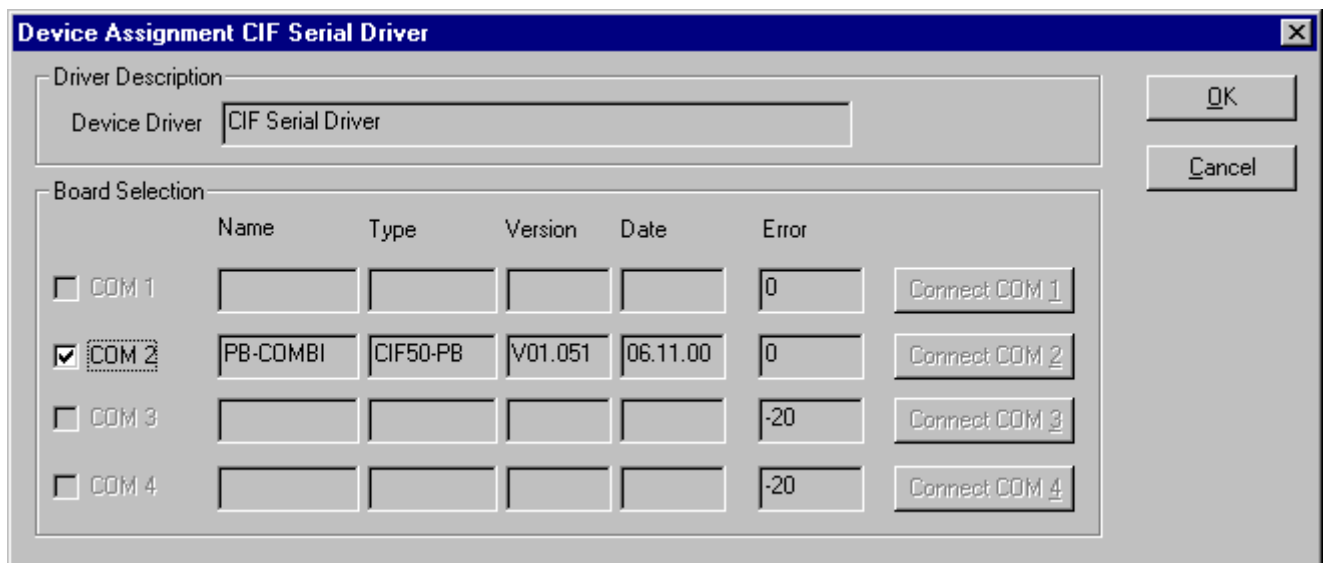 Device Assignment CIF Serial Driver
Driver Description
OK
Device Driver CIF Serial Driver
Cancel
Board Selection
Name Type Version Date Error
COM 1 0 Connect COM 1
COM 2 PB-COMBI CIF50-PB V01.051 06.11.00 0 Connect COM 2
COM 3 -20 Connect COM 3
COM 4 -20 Connect COM 4